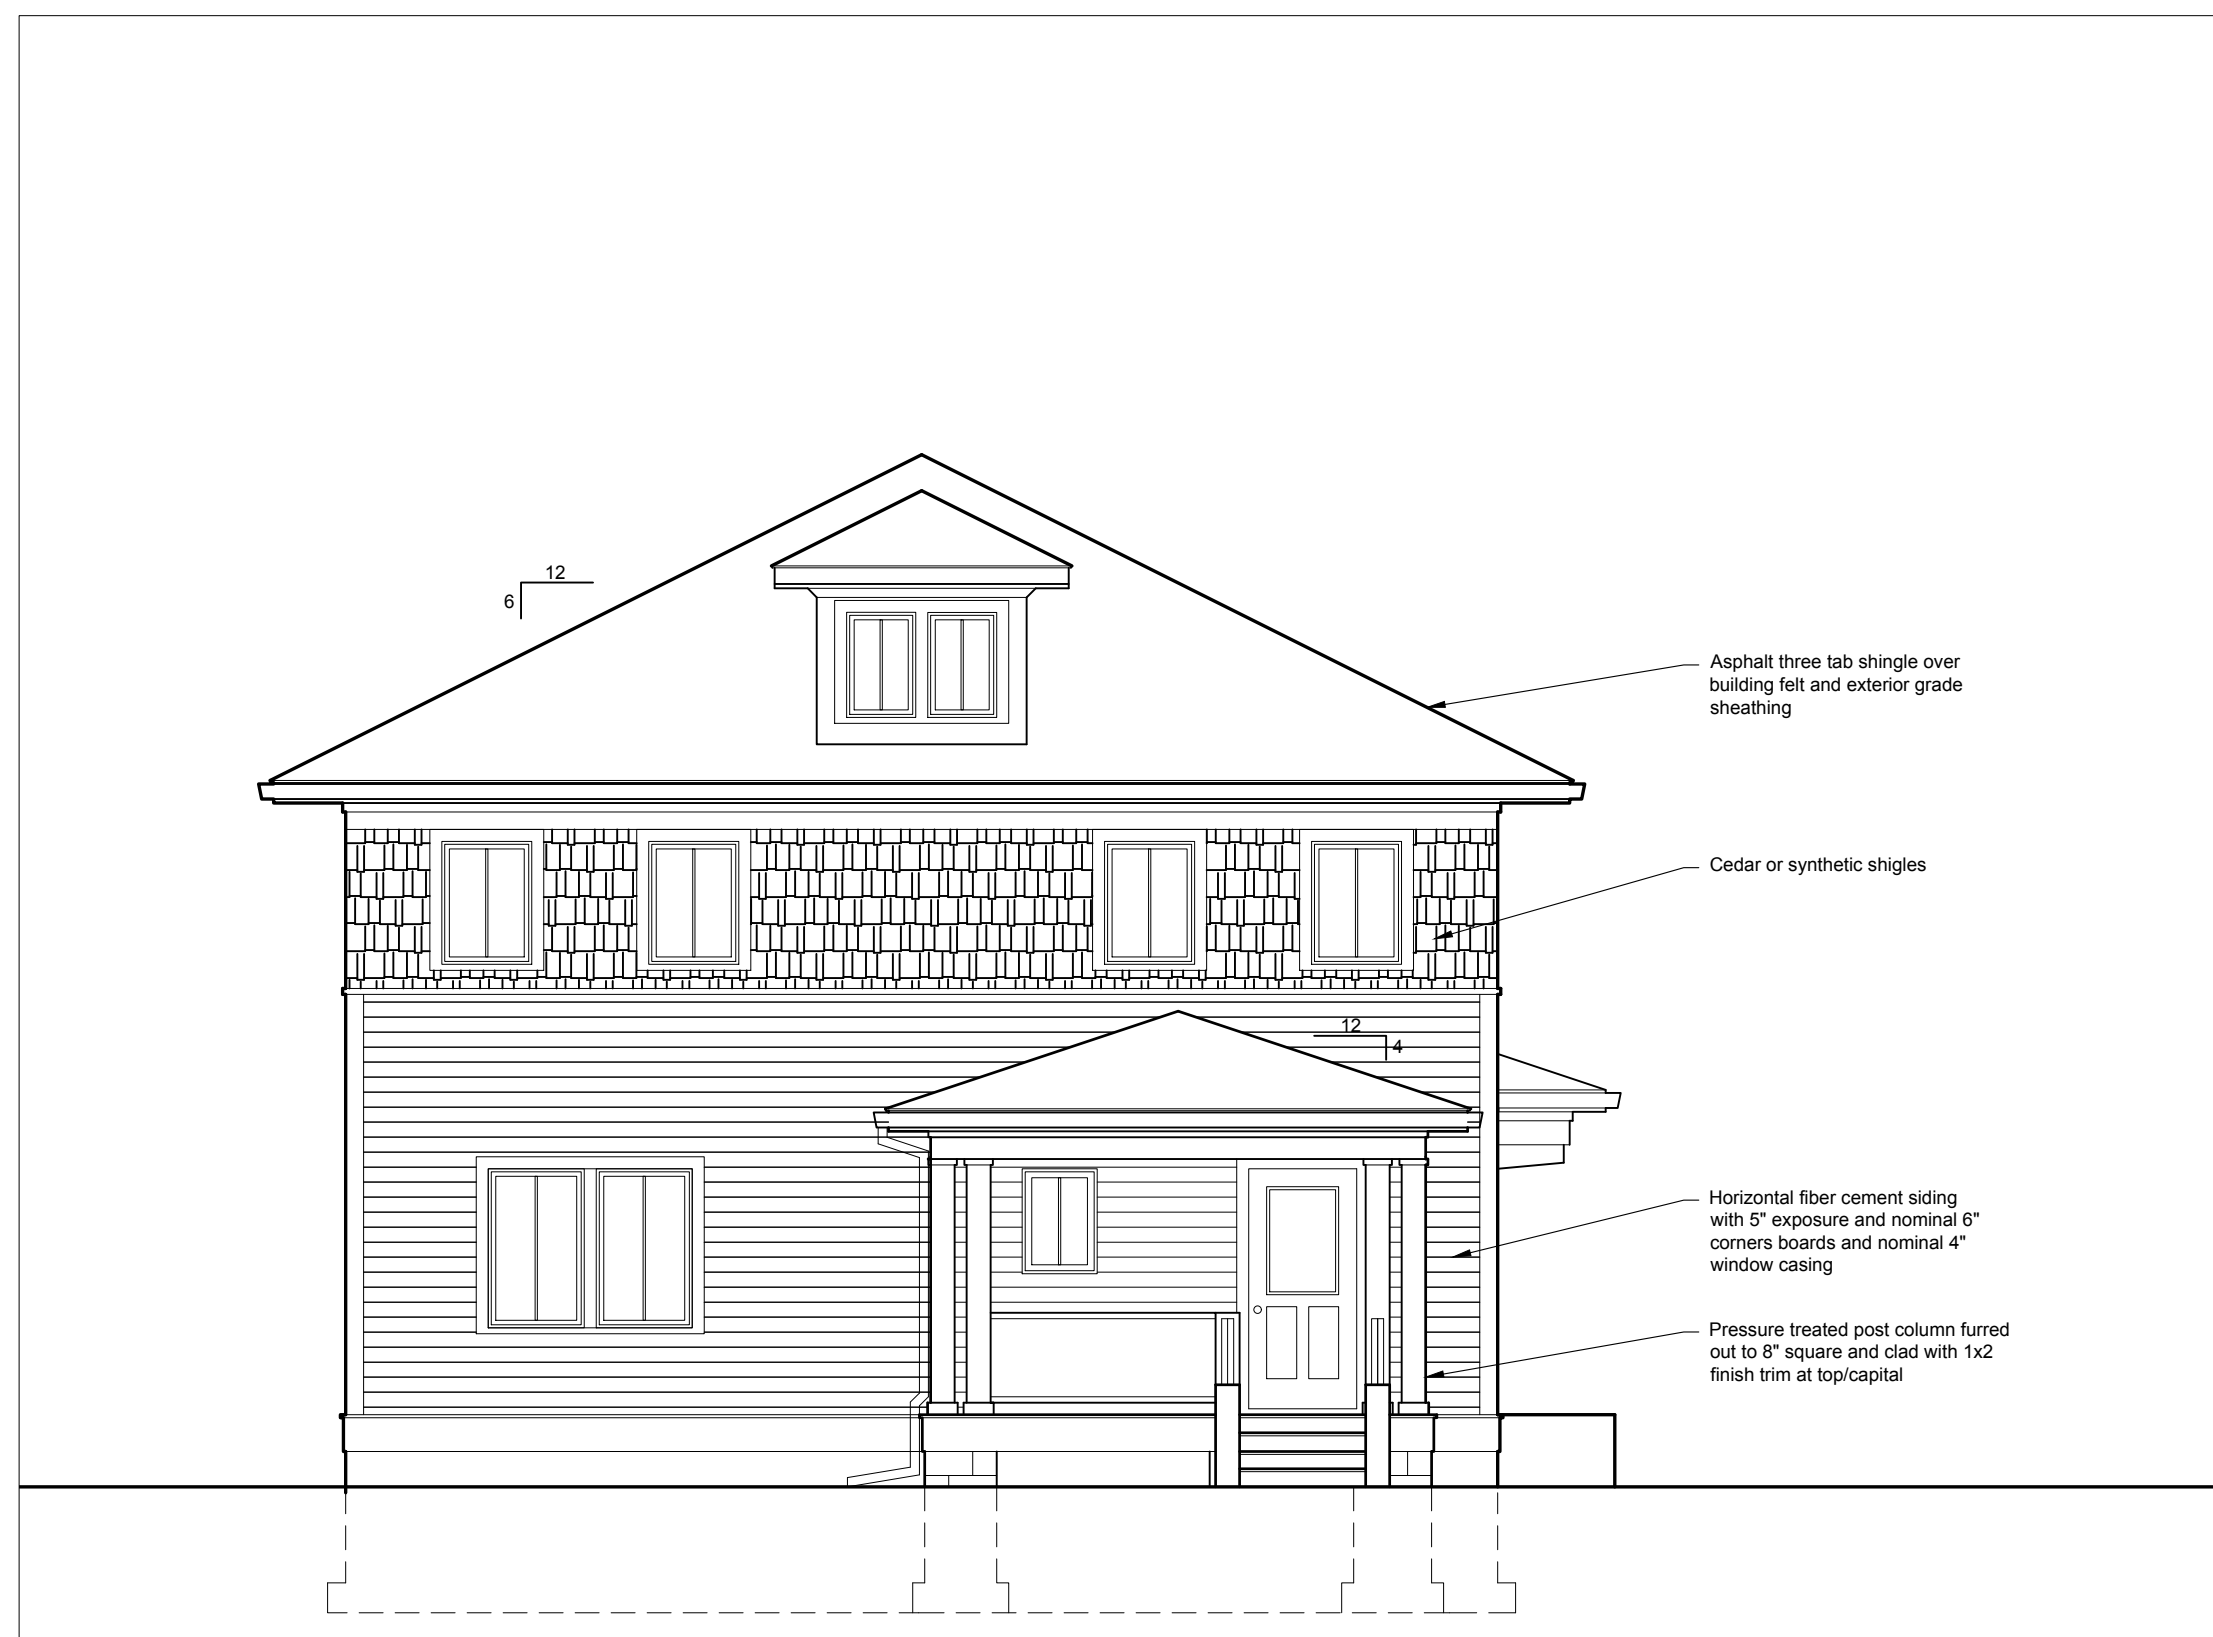 12
6
Asphalt three tab shingle over
building felt and exterior grade
sheathing
Cedar or synthetic shigles
12
4
Horizontal fiber cement siding
with 5" exposure and nominal 6"
corners boards and nominal 4"
window casing
Pressure treated post column furred
out to 8" square and clad with 1x2
finish trim at top/capital